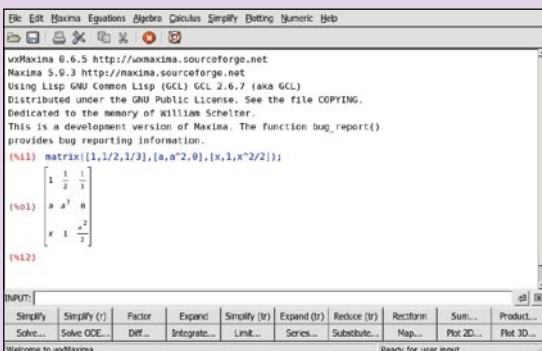 File Edit Maxima Equations Algebra Calculus Simplify Plotting Numeric Help
wxMaxima 0.6.5 http://wxmaxima.sourceforge.net
Maxima 5.9.3 http://maxima.sourceforge.net
Using Lisp GNU Common Lisp (GCL) GCL 2.6.7 (aka GCL)
Distributed under the GNU Public License. See the file COPYING.
Dedicated to the memory of William Schelter.
This is a development version of Maxima. The function bug_report()
provides bug reporting information.
(%i1) matrix([1,1/2,1/3],[a,a^2,0],[x,1,x^2/2]);
1 1/2 1/3
(%o1) a a² 0
x 1 x²/2
(%i2)
INPUT:
Simplify Simplify (r) Factor Expand Simplify (tr) Expand (tr) Reduce (tr) Rectform Sum... Product...
Solve... Solve ODE... Diff... Integrate... Limit... Series... Substitute... Map... Plot 2D... Plot 3D...
Welcome to wxMaxima Ready for user input